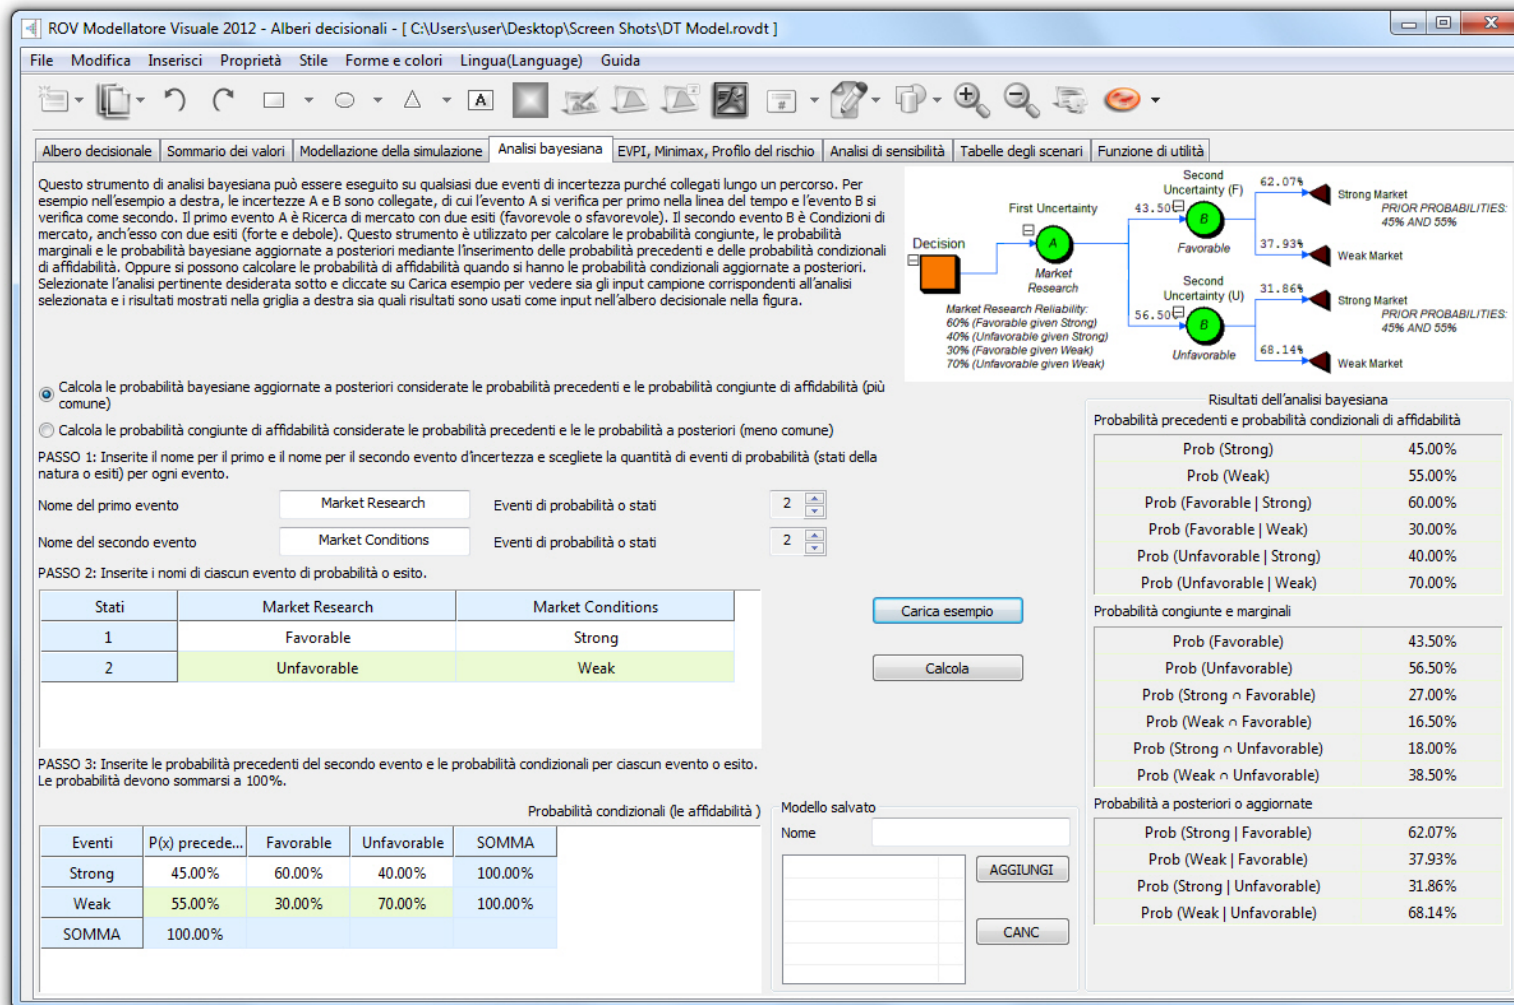 ROV Modellatore Visuale 2012 - Alberi decisionali - [ C:\Users\user\Desktop\Screen Shots\DT Model.rovdt ]
File Modifica Inserisci Proprietà Stile Forme e colori Lingua(Language) Guida
A #
Albero decisionale Sommario dei valori Modellazione della simulazione Analisi bayesiana EVPI, Minimax, Profilo del rischio Analisi di sensibilità Tabelle degli scenari Funzione di utilità
Questo strumento di analisi bayesiana può essere eseguito su qualsiasi due eventi di incertezza purché collegati lungo un percorso. Per
esempio nell'esempio a destra, le incertezze A e B sono collegate, di cui l'evento A si verifica per primo nella linea del tempo e l'evento B si
verifica come secondo. Il primo evento A è Ricerca di mercato con due esiti (favorevole o sfavorevole). Il secondo evento B è Condizioni di
mercato, anch'esso con due esiti (forte e debole). Questo strumento è utilizzato per calcolare le probabilità congiunte, le probabilità
marginali e le probabilità bayesiane aggiornate a posteriori mediante l'inserimento delle probabilità precedenti e delle probabilità condizionali
di affidabilità. Oppure si possono calcolare le probabilità di affidabilità quando si hanno le probabilità condizionali aggiornate a posteriori.
Selezionate l'analisi pertinente desiderata sotto e cliccate su Carica esempio per vedere sia gli input campione corrispondenti all'analisi
selezionata e i risultati mostrati nella griglia a destra sia quali risultati sono usati come input nell'albero decisionale nella figura.
Decision
First Uncertainty
A
Market
Research
Market Research Reliability:
60% (Favorable given Strong)
40% (Unfavorable given Strong)
30% (Favorable given Weak)
70% (Unfavorable given Weak)
Second
Uncertainty (F)
43.50
B
Favorable
62.07%
Strong Market
PRIOR PROBABILITIES:
45% AND 55%
37.93%
Weak Market
Second
Uncertainty (U)
56.50
B
Unfavorable
31.86%
Strong Market
PRIOR PROBABILITIES:
45% AND 55%
68.14%
Weak Market
Calcola le probabilità bayesiane aggiornate a posteriori considerate le probabilità precedenti e le probabilità congiunte di affidabilità (più
comune)
Calcola le probabilità congiunte di affidabilità considerate le probabilità precedenti e le le probabilità a posteriori (meno comune)
PASSO 1: Inserite il nome per il primo e il nome per il secondo evento d'incertezza e scegliete la quantità di eventi di probabilità (stati della
natura o esiti) per ogni evento.
Nome del primo evento Market Research Eventi di probabilità o stati 2
Nome del secondo evento Market Conditions Eventi di probabilità o stati 2
PASSO 2: Inserite i nomi di ciascun evento di probabilità o esito.
Stati Market Research Market Conditions
1 Favorable Strong
2 Unfavorable Weak
Carica esempio
Calcola
PASSO 3: Inserite le probabilità precedenti del secondo evento e le probabilità condizionali per ciascun evento o esito.
Le probabilità devono sommarsi a 100%.
Probabilità condizionali (le affidabilità )
Eventi P(x) precede... Favorable Unfavorable SOMMA
Strong 45.00% 60.00% 40.00% 100.00%
Weak 55.00% 30.00% 70.00% 100.00%
SOMMA 100.00%
Modello salvato
Nome
AGGIUNGI
CANC
Risultati dell'analisi bayesiana
Probabilità precedenti e probabilità condizionali di affidabilità
Prob (Strong) 45.00%
Prob (Weak) 55.00%
Prob (Favorable | Strong) 60.00%
Prob (Favorable | Weak) 30.00%
Prob (Unfavorable | Strong) 40.00%
Prob (Unfavorable | Weak) 70.00%
Probabilità congiunte e marginali
Prob (Favorable) 43.50%
Prob (Unfavorable) 56.50%
Prob (Strong ∩ Favorable) 27.00%
Prob (Weak ∩ Favorable) 16.50%
Prob (Strong ∩ Unfavorable) 18.00%
Prob (Weak ∩ Unfavorable) 38.50%
Probabilità a posteriori o aggiornate
Prob (Strong | Favorable) 62.07%
Prob (Weak | Favorable) 37.93%
Prob (Strong | Unfavorable) 31.86%
Prob (Weak | Unfavorable) 68.14%